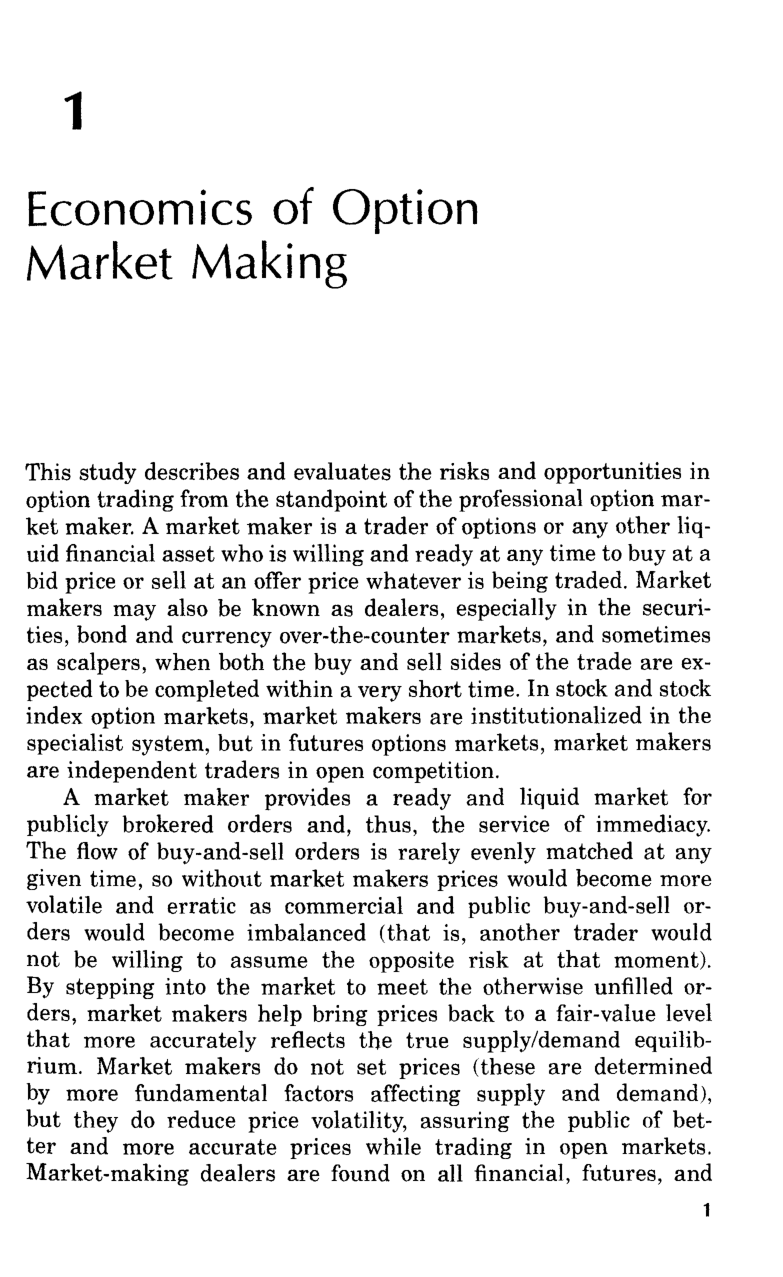 1
Economics of Option
Market Making
This study describes and evaluates the risks and opportunities in
option trading from the standpoint of the professional option mar-
ket maker. A market maker is a trader of options or any other liq-
uid financial asset who is willing and ready at any time to buy at a
bid price or sell at an offer price whatever is being traded. Market
makers may also be known as dealers, especially in the securi-
ties, bond and currency over-the-counter markets, and sometimes
as scalpers, when both the buy and sell sides of the trade are ex-
pected to be completed within a very short time. In stock and stock
index option markets, market makers are institutionalized in the
specialist system, but in futures options markets, market makers
are independent traders in open competition.
A market maker provides a ready and liquid market for
publicly brokered orders and, thus, the service of immediacy.
The flow of buy-and-sell orders is rarely evenly matched at any
given time, so without market makers prices would become more
volatile and erratic as commercial and public buy-and-sell or-
ders would become imbalanced (that is, another trader would
not be willing to assume the opposite risk at that moment).
By stepping into the market to meet the otherwise unfilled or-
ders, market makers help bring prices back to a fair-value level
that more accurately reflects the true supply/demand equilib-
rium. Market makers do not set prices (these are determined
by more fundamental factors affecting supply and demand),
but they do reduce price volatility, assuring the public of bet-
ter and more accurate prices while trading in open markets.
Market-making dealers are found on all financial, futures, and
1